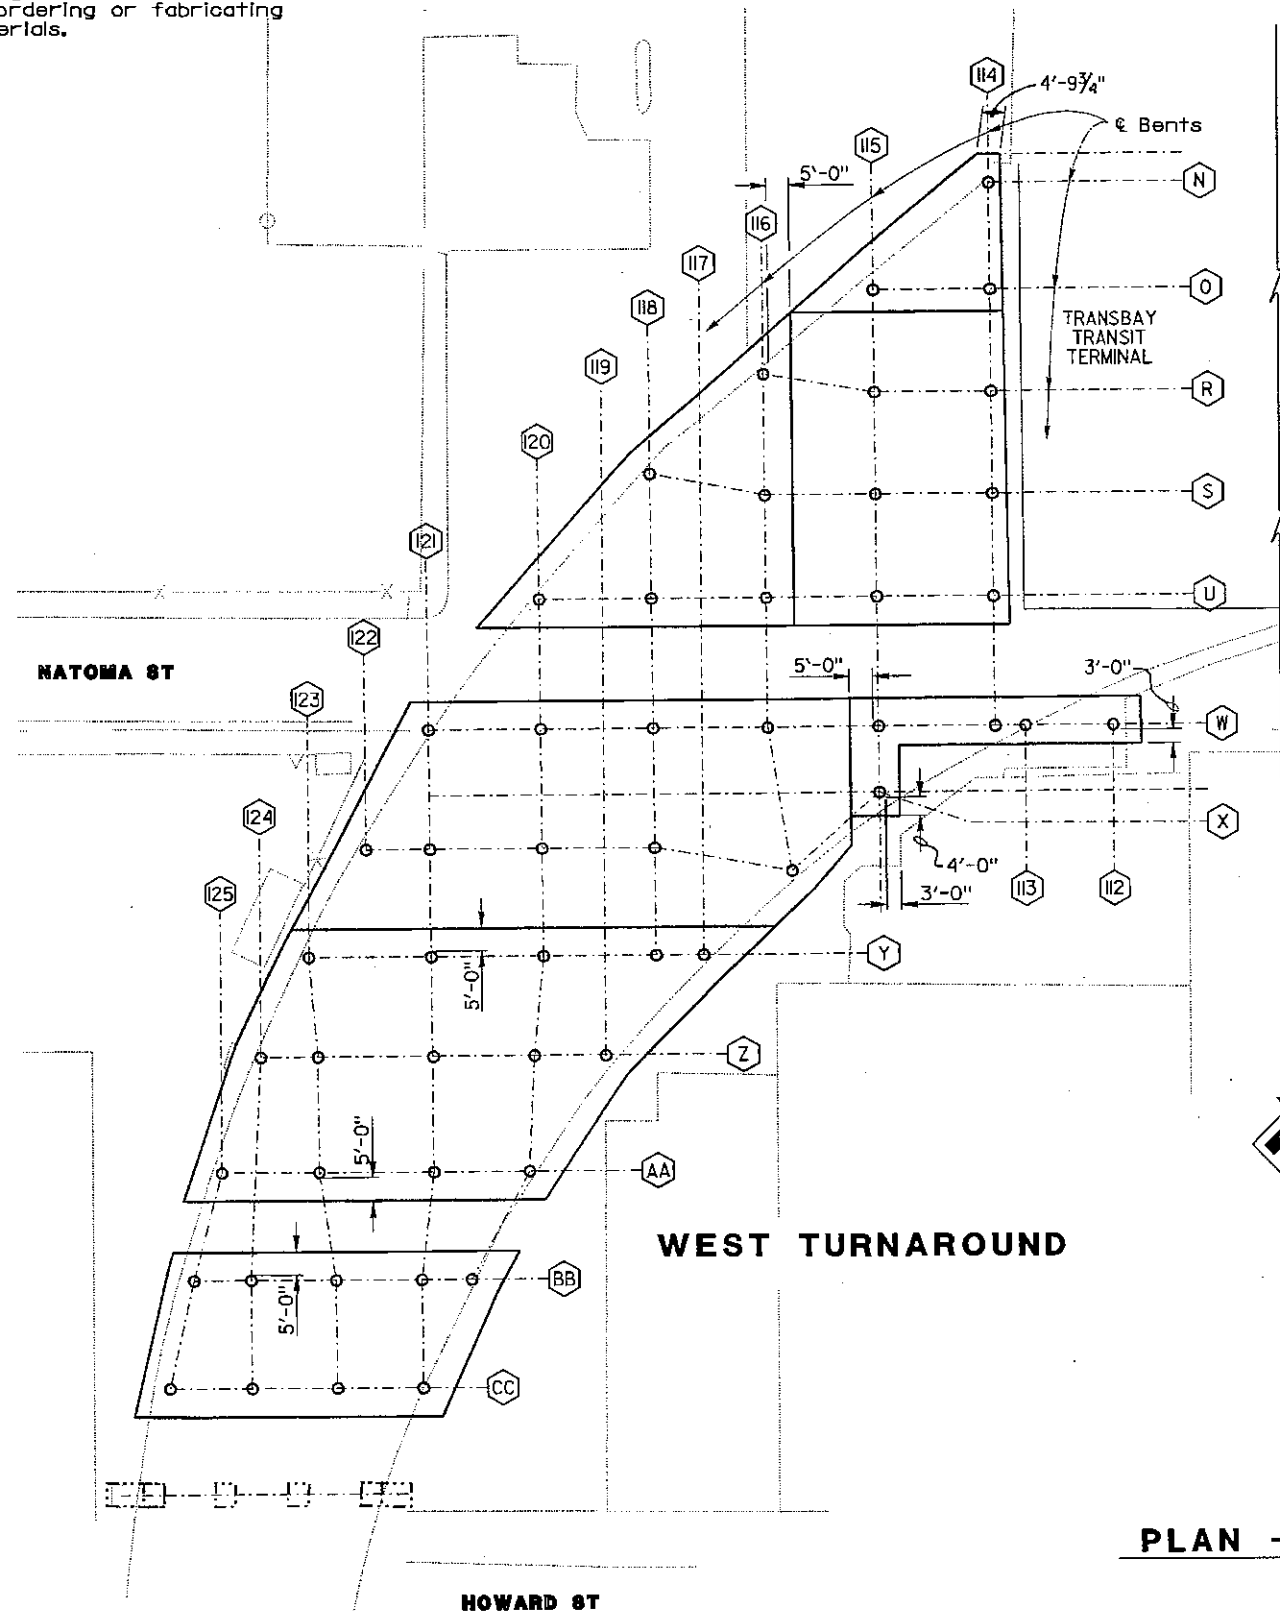 ordering or fabricating
erials.
114
4'-9¾"
℄ Bents
115
N
5'-0"
116
117
O
118
TRANSBAY
TRANSIT
TERMINAL
119
R
120
S
121
U
122
NATOMA ST
5'-0"
3'-0"
123
W
124
X
4'-0"
125
3'-0"
113
112
Y
5'-0"
Z
5'-0"
AA
WEST TURNAROUND
BB
5'-0"
CC
PLAN -
HOWARD ST